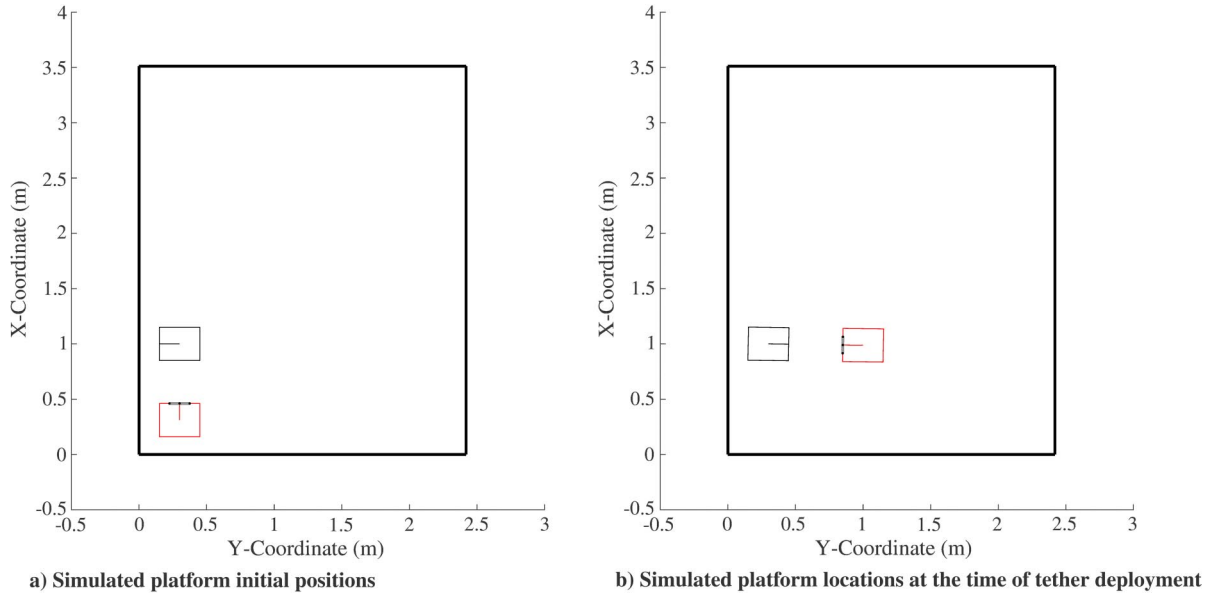 4
3.5
3
2.5
2
1.5
1
0.5
0
-0.5
X-Coordinate (m)
-0.5 0 0.5 1 1.5 2 2.5 3
Y-Coordinate (m)
a) Simulated platform initial positions
4
3.5
3
2.5
2
1.5
1
0.5
0
-0.5
X-Coordinate (m)
-0.5 0 0.5 1 1.5 2 2.5 3
Y-Coordinate (m)
b) Simulated platform locations at the time of tether deployment